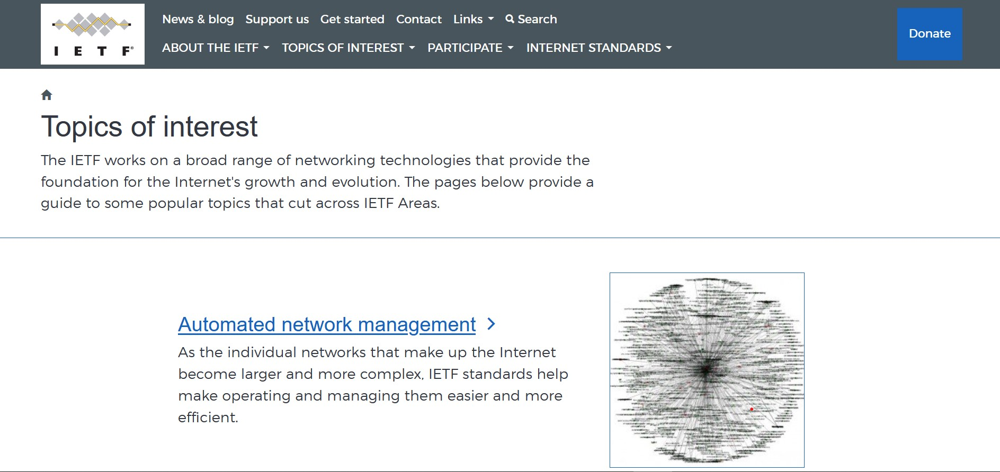 News & blog Support us Get started Contact Links Search
I E T F®
ABOUT THE IETF TOPICS OF INTEREST PARTICIPATE INTERNET STANDARDS
Donate
Topics of interest
The IETF works on a broad range of networking technologies that provide the
foundation for the Internet's growth and evolution. The pages below provide a
guide to some popular topics that cut across IETF Areas.
Automated network management
As the individual networks that make up the Internet
become larger and more complex, IETF standards help
make operating and managing them easier and more
efficient.